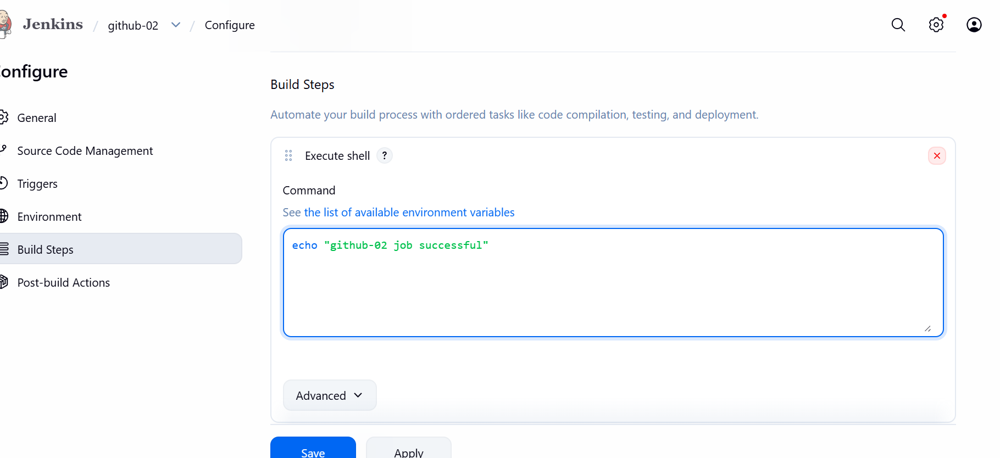 Jenkins / github-02 / Configure
onfigure
General
Source Code Management
Triggers
Environment
Build Steps
Post-build Actions
Build Steps
Automate your build process with ordered tasks like code compilation, testing, and deployment.
Execute shell ?
Command
See the list of available environment variables
echo "github-02 job successful"
Advanced
Save Apply